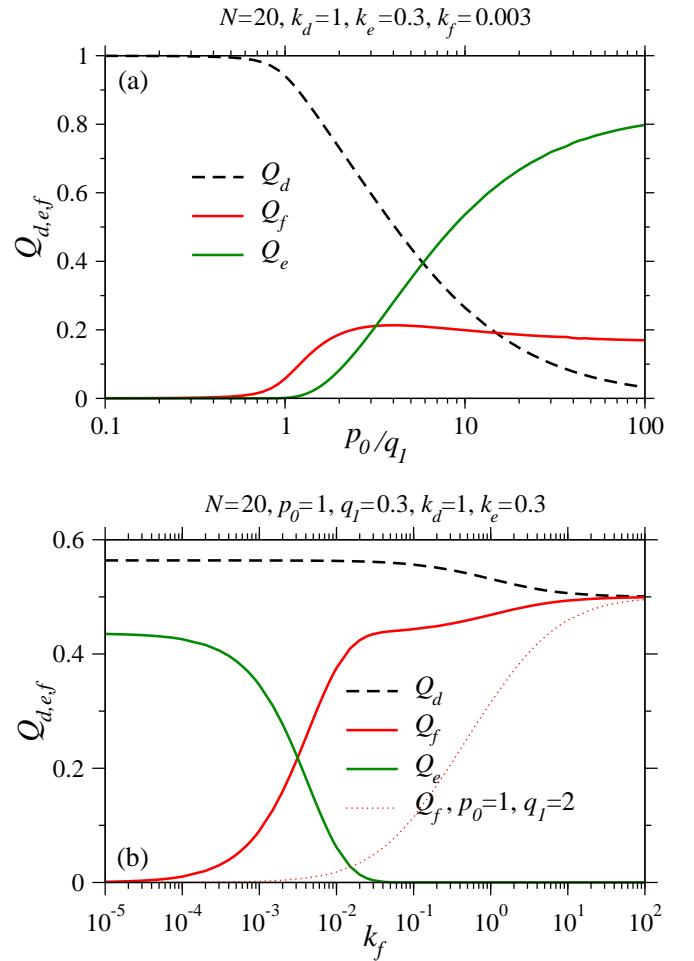 N=20, k_d=1, k_e=0.3, k_f=0.003
(a)
Q_{d,e,f}
1
0.8
0.6
0.4
0.2
0
Q_d
Q_f
Q_e
0.1 1 10 100
p_0/q_1
N=20, p_0=1, q_1=0.3, k_d=1, k_e=0.3
Q_{d,e,f}
0.6
0.4
0.2
0
Q_d
Q_f
Q_e
Q_f, p_0=1, q_1=2
(b)
10^{-5} 10^{-4} 10^{-3} 10^{-2} 10^{-1} 10^0 10^1 10^2
k_f